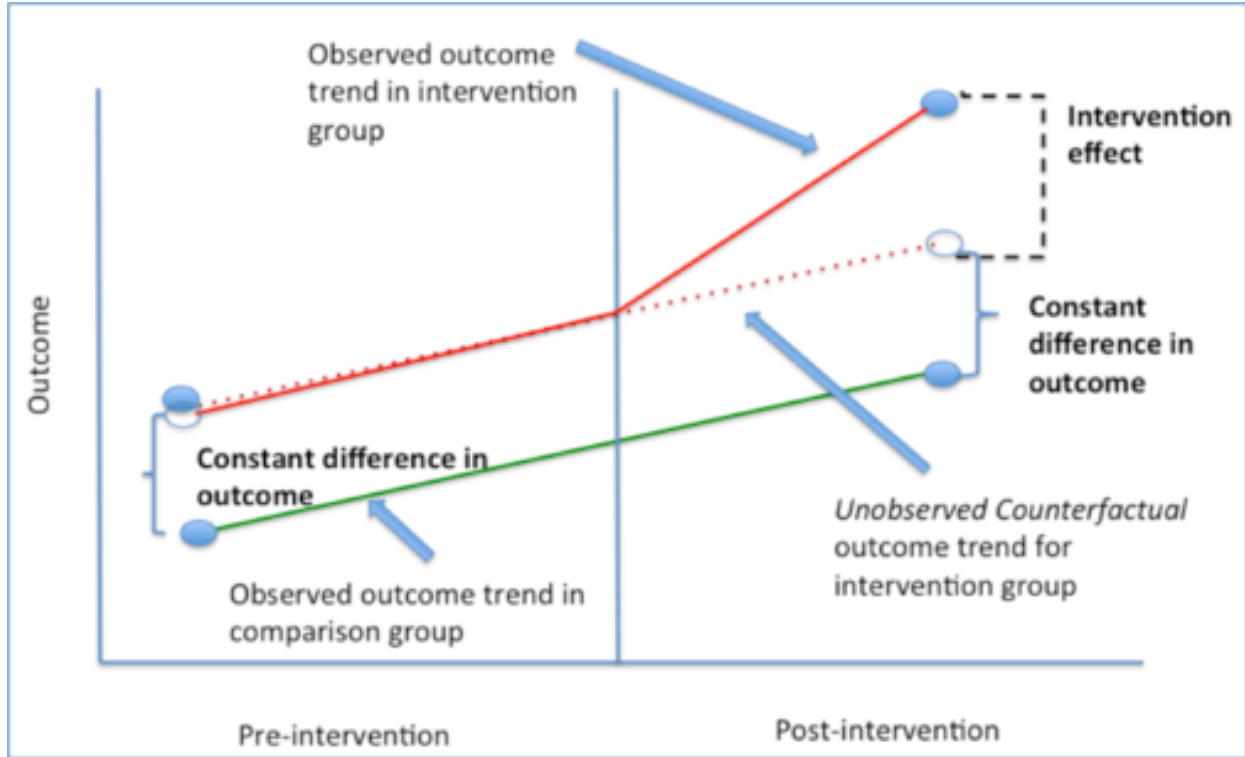 Observed outcome
trend in intervention
group
Intervention
effect
Outcome
Constant
difference in
outcome
Constant difference in
outcome
Unobserved Counterfactual
outcome trend for
intervention group
Observed outcome trend in
comparison group
Pre-intervention
Post-intervention